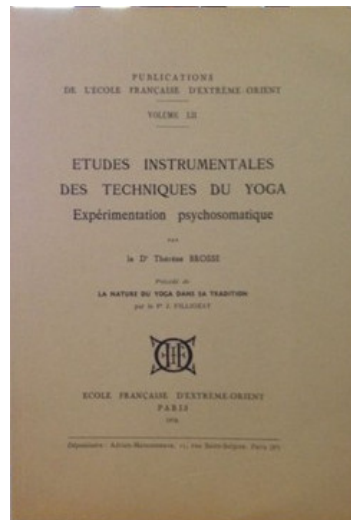 PUBLICATIONS
DE L'ECOLE FRANÇAISE D'EXTRÊME-ORIENT
VOLUME LII
ETUDES INSTRUMENTALES
DES TECHNIQUES DU YOGA
Expérimentation psychosomatique
PAR
le Dr Thérèse BROSSE
Précédé de
LA NATURE DU YOGA DANS SA TRADITION
par le Pr J. FILLIOZAT
ECOLE FRANÇAISE D'EXTRÊME-ORIENT
PARIS
Dépositaire : Adrien-Maisonneuve, 11, rue Saint-Sulpice, Paris